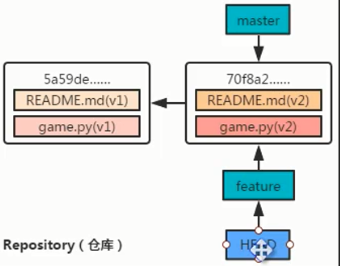 master
5a59de......
README.md(v1)
game.py(v1)
70f8a2......
README.md(v2)
game.py(v2)
feature
Repository（仓库）